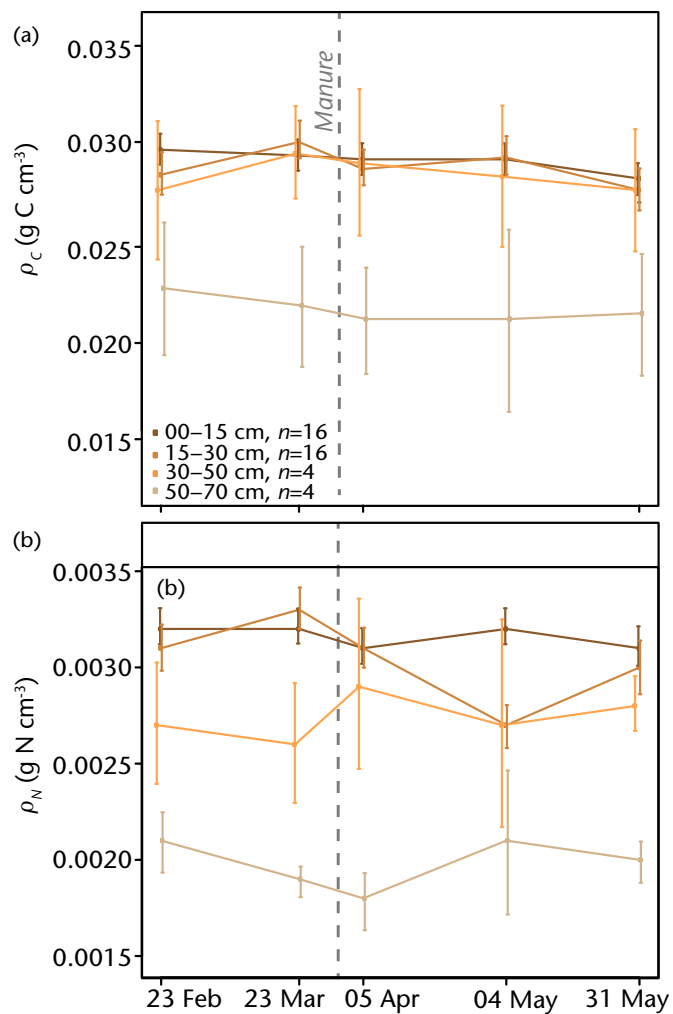 (a)
0.035
0.030
0.025
0.020
0.015
ρC (g C cm-3)
Manure
00–15 cm, n=16
15–30 cm, n=16
30–50 cm, n=4
50–70 cm, n=4
(b)
(b)
0.0035
0.0030
0.0025
0.0020
0.0015
ρN (g N cm-3)
23 Feb 23 Mar 05 Apr 04 May 31 May